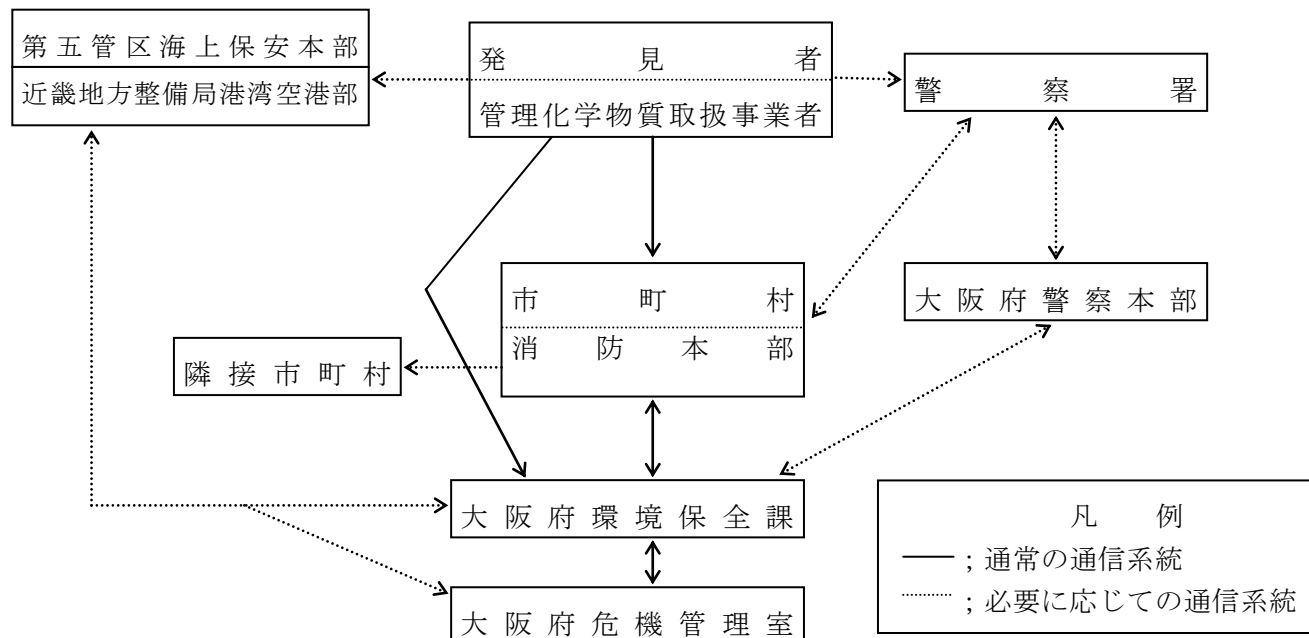 第五管区海上保安本部
近畿地方整備局港湾空港部
発見者
管理化学物質取扱事業者
警察署
市町村
消防本部
大阪府警察本部
隣接市町村
大阪府環境保全課
大阪府危機管理室
凡例
；通常の通信系統
；必要に応じての通信系統